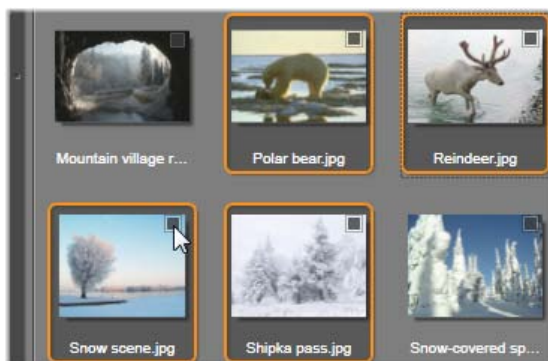 Mountain village r...
Polar bear.jpg
Reindeer.jpg
Snow scene.jpg
Shipka pass.jpg
Snow-covered sp...